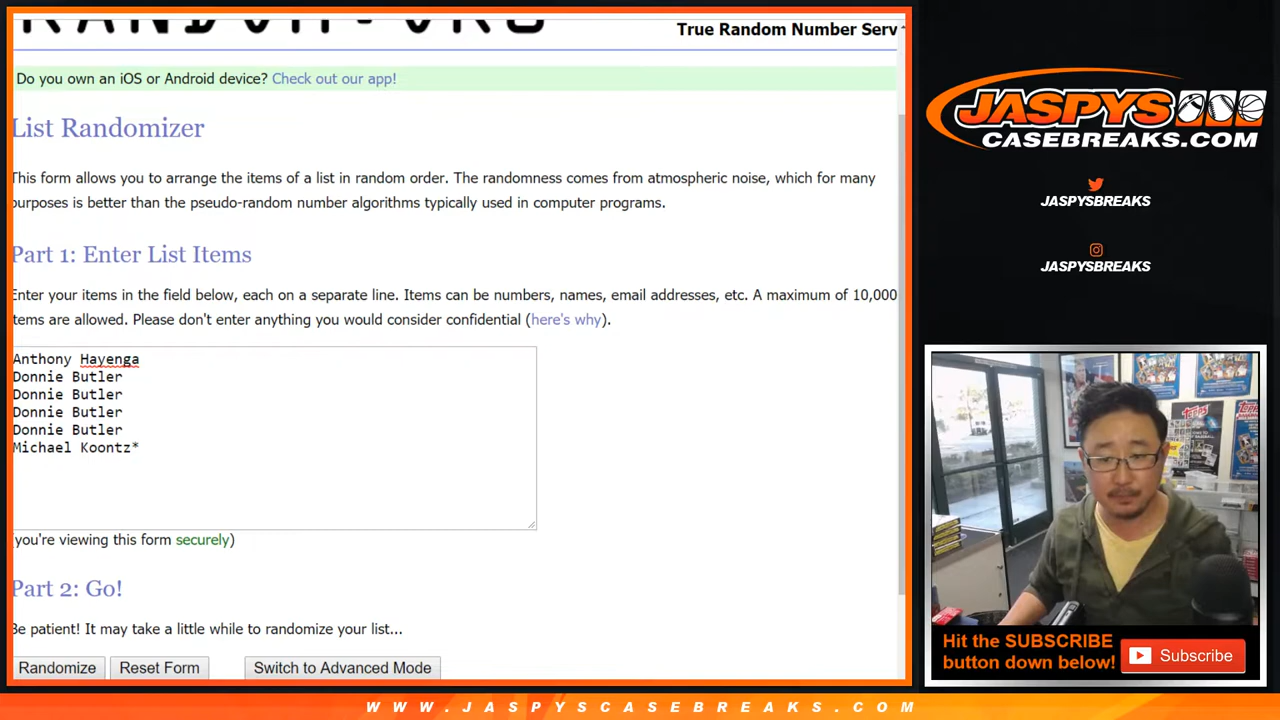 RANDOM.ORG
True Random Number Serv
Do you own an iOS or Android device? Check out our app!
List Randomizer
This form allows you to arrange the items of a list in random order. The randomness comes from atmospheric noise, which for many
purposes is better than the pseudo-random number algorithms typically used in computer programs.
Part 1: Enter List Items
Enter your items in the field below, each on a separate line. Items can be numbers, names, email addresses, etc. A maximum of 10,000
items are allowed. Please don't enter anything you would consider confidential (here's why).
Anthony Hayenga
Donnie Butler
Donnie Butler
Donnie Butler
Donnie Butler
Michael Koontz*
(you're viewing this form securely)
Part 2: Go!
Be patient! It may take a little while to randomize your list...
Randomize
Reset Form
Switch to Advanced Mode
JASPYS
CASEBREAKS.COM
JASPYSBREAKS
JASPYSBREAKS
Hit the SUBSCRIBE
button down below!
Subscribe
WWW.JASPYSCASEBREAKS.COM